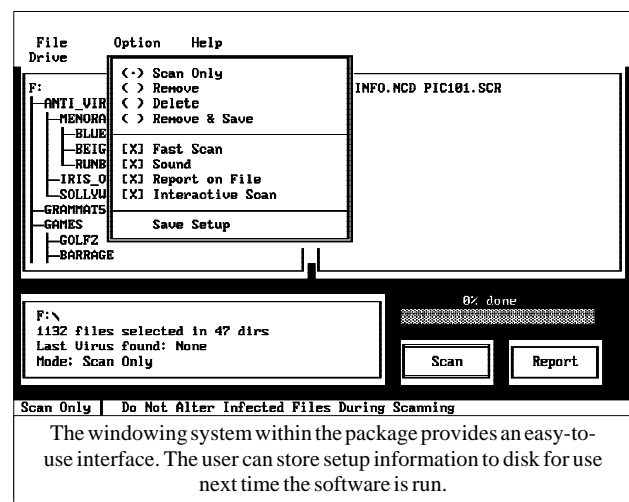 File Option Help
Drive
(·) Scan Only
( ) Remove
( ) Delete
( ) Remove & Save
[X] Fast Scan
[X] Sound
[X] Report on File
[X] Interactive Scan
Save Setup
F:
ANTI_VIR
MENORA
BLUE
BEIG
RUNB
IRIS_O
SOLLYW
GRAMMAT5
GAMES
GOLF2
BARRAGE
INFO.NCD PIC101.SCR
F:\
1132 files selected in 47 dirs
Last Virus found: None
Mode: Scan Only
0% done
Scan Report
Scan Only Do Not Alter Infected Files During Scanning
The windowing system within the package provides an easy-to-
use interface. The user can store setup information to disk for use
next time the software is run.